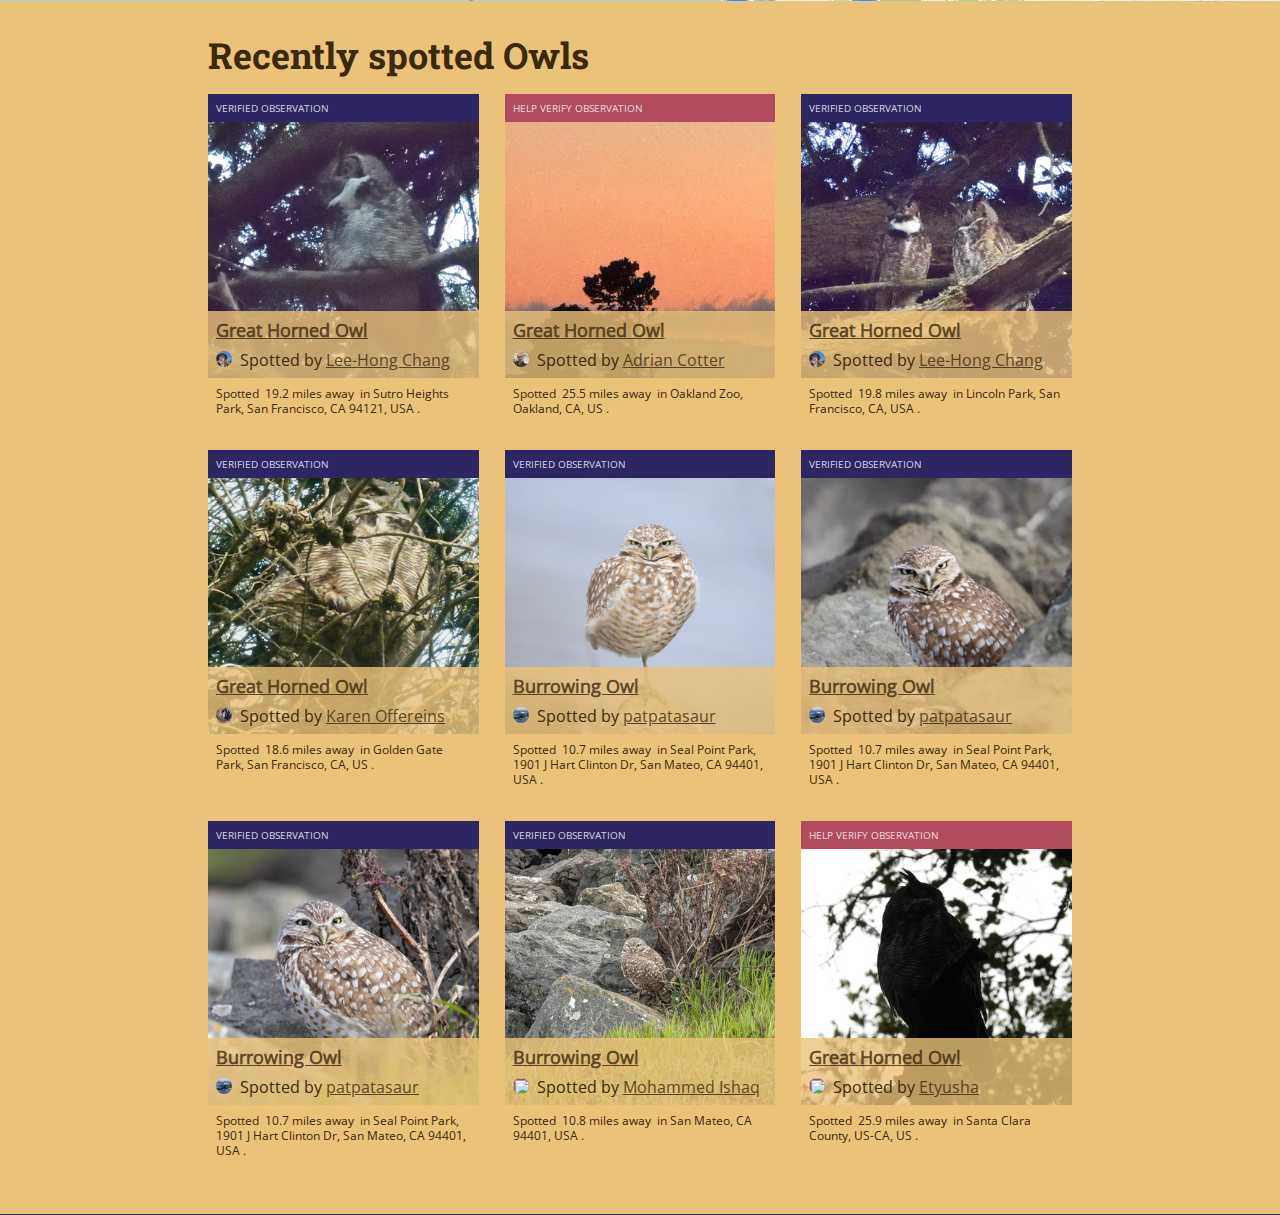 Recently spotted Owls
VERIFIED OBSERVATION
Great Horned Owl
Spotted by Lee-Hong Chang
Spotted 19.2 miles away in Sutro Heights
Park, San Francisco, CA 94121, USA .
HELP VERIFY OBSERVATION
Great Horned Owl
Spotted by Adrian Cotter
Spotted 25.5 miles away in Oakland Zoo,
Oakland, CA, US .
VERIFIED OBSERVATION
Great Horned Owl
Spotted by Lee-Hong Chang
Spotted 19.8 miles away in Lincoln Park, San
Francisco, CA, USA .
VERIFIED OBSERVATION
Great Horned Owl
Spotted by Karen Offereins
Spotted 18.6 miles away in Golden Gate
Park, San Francisco, CA, US .
VERIFIED OBSERVATION
Burrowing Owl
Spotted by patpatasaur
Spotted 10.7 miles away in Seal Point Park,
1901 J Hart Clinton Dr, San Mateo, CA 94401,
USA .
VERIFIED OBSERVATION
Burrowing Owl
Spotted by patpatasaur
Spotted 10.7 miles away in Seal Point Park,
1901 J Hart Clinton Dr, San Mateo, CA 94401,
USA .
VERIFIED OBSERVATION
Burrowing Owl
Spotted by patpatasaur
Spotted 10.7 miles away in Seal Point Park,
1901 J Hart Clinton Dr, San Mateo, CA 94401,
USA .
VERIFIED OBSERVATION
Burrowing Owl
Spotted by Mohammed Ishaq
Spotted 10.8 miles away in San Mateo, CA
94401, USA .
HELP VERIFY OBSERVATION
Great Horned Owl
Spotted by Etyusha
Spotted 25.9 miles away in Santa Clara
County, US-CA, US .